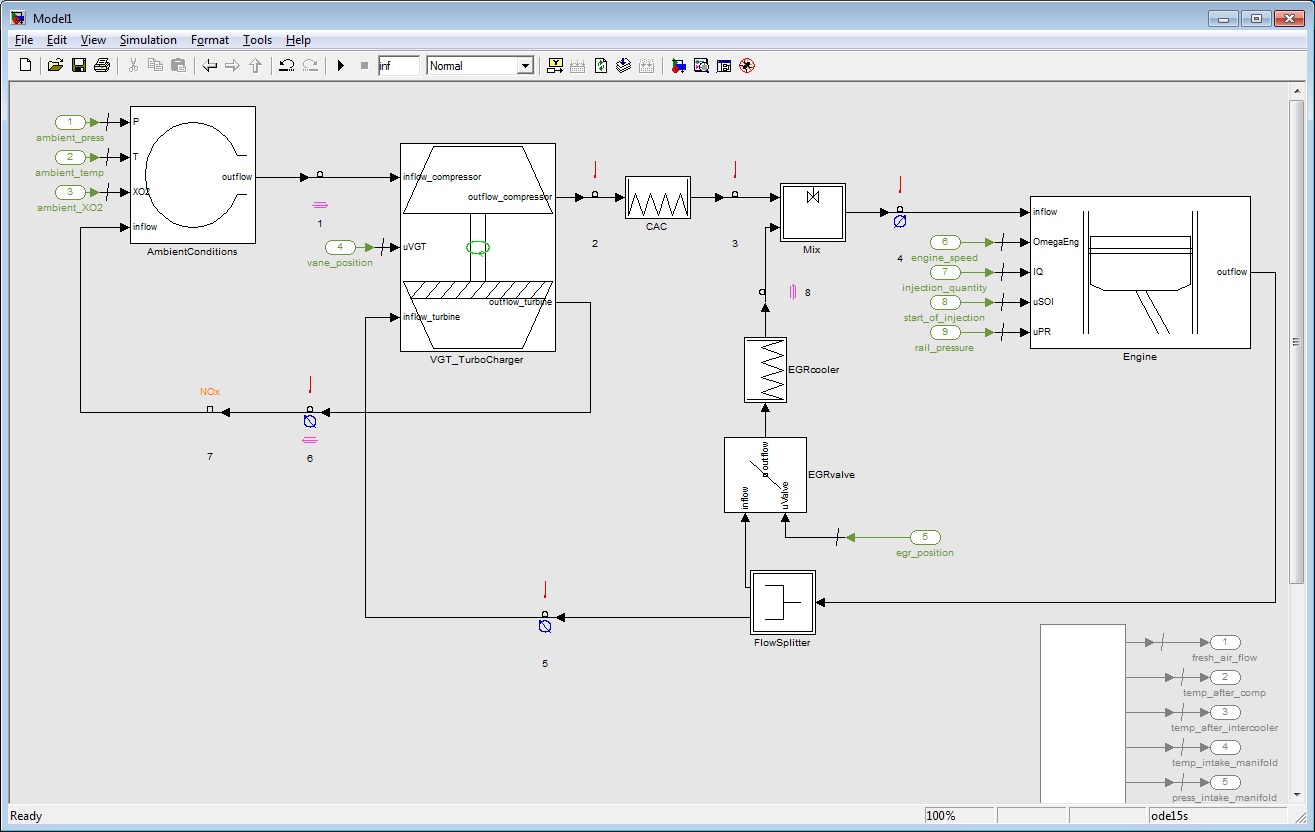 Model1
File Edit View Simulation Format Tools Help
inf Normal
1
ambient_press
2
ambient_temp
3
ambient_XO2
P
T
XO2
inflow
outflow
AmbientConditions
1
4
vane_position
inflow_compressor
outflow_compressor
uVGT
outflow_turbine
inflow_turbine
VGT_TurboCharger
2
CAC
3
Mix
4
8
6
engine_speed
7
injection_quantity
8
start_of_injection
9
rail_pressure
inflow
OmegaEng
IQ
uSOI
uPR
outflow
Engine
EGRcooler
outflow
inflow
uValve
EGRvalve
5
egr_position
NOx
7
6
5
FlowSplitter
1
fresh_air_flow
2
temp_after_comp
3
temp_after_intercooler
4
temp_intake_manifold
5
press_intake_manifold
Ready 100% ode15s